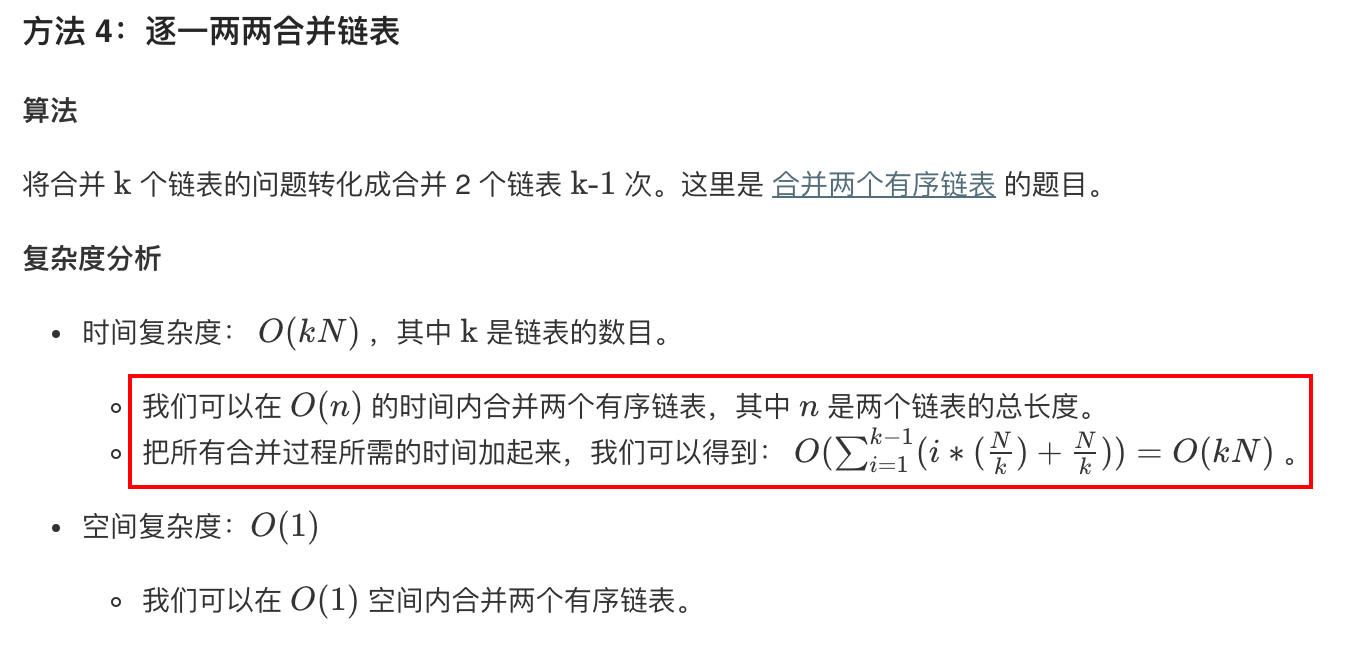 方法 4：逐一两两合并链表
算法
将合并 k 个链表的问题转化成合并 2 个链表 k-1 次。这里是 合并两个有序链表 的题目。
复杂度分析
• 时间复杂度： O(kN) ，其中 k 是链表的数目。
◦ 我们可以在 O(n) 的时间内合并两个有序链表，其中 n 是两个链表的总长度。
◦ 把所有合并过程所需的时间加起来，我们可以得到： O(∑_{i=1}^{k-1}(i * (\frac{N}{k}) + \frac{N}{k})) = O(kN) 。
• 空间复杂度：O(1)
◦ 我们可以在 O(1) 空间内合并两个有序链表。